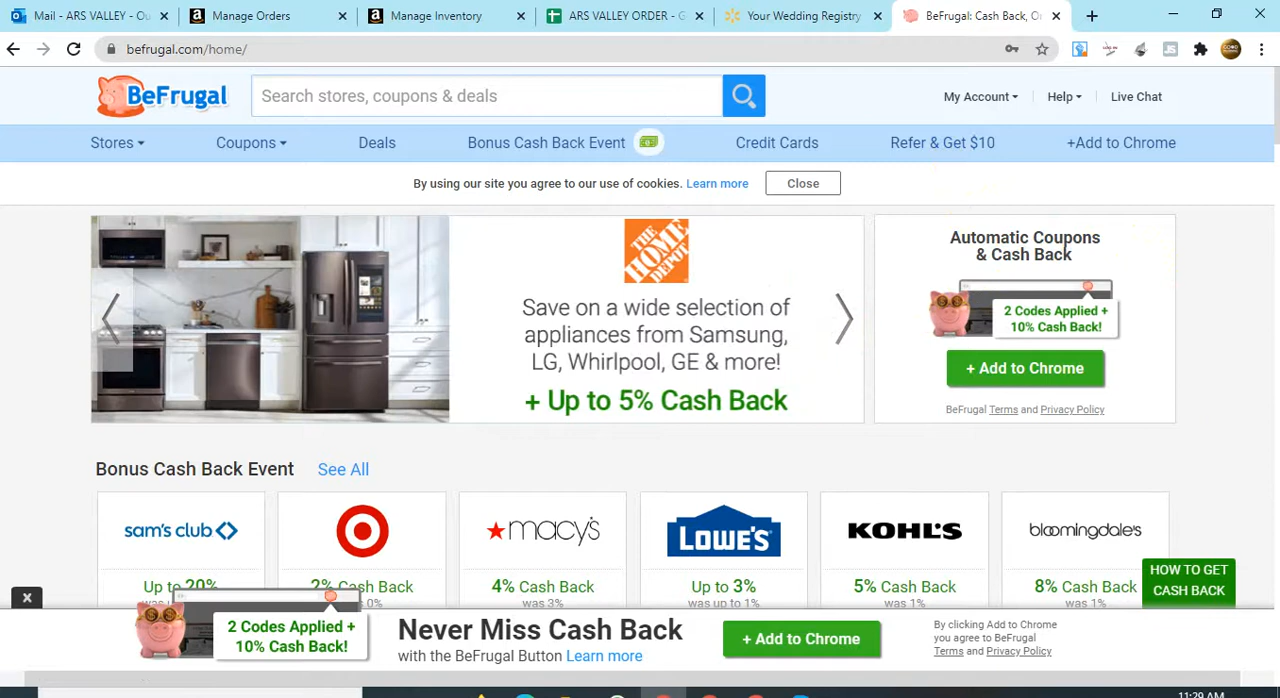 Mail - ARS VALLEY - Ou
Manage Orders
Manage Inventory
ARS VALLEY ORDER - G
Your Wedding Registry
BeFrugal: Cash Back, O
befrugal.com/home/
BeFrugal
Search stores, coupons & deals
My Account
Help
Live Chat
Stores
Coupons
Deals
Bonus Cash Back Event
Credit Cards
Refer & Get $10
+Add to Chrome
By using our site you agree to our use of cookies. Learn more
Close
THE HOME DEPOT
Save on a wide selection of
appliances from Samsung,
LG, Whirlpool, GE & more!
+ Up to 5% Cash Back
Automatic Coupons
& Cash Back
2 Codes Applied +
10% Cash Back!
+ Add to Chrome
BeFrugal Terms and Privacy Policy
Bonus Cash Back Event See All
sam's club
macy's
LOWE'S
KOHL'S
bloomingdale's
Up to 20%
2% Cash Back
4% Cash Back
Up to 3%
5% Cash Back
8% Cash Back
was 3%
was up to 1%
was 1%
was 1%
HOW TO GET
CASH BACK
2 Codes Applied +
10% Cash Back!
Never Miss Cash Back
with the BeFrugal Button Learn more
+ Add to Chrome
By clicking Add to Chrome
you agree to BeFrugal
Terms and Privacy Policy
11:29 AM